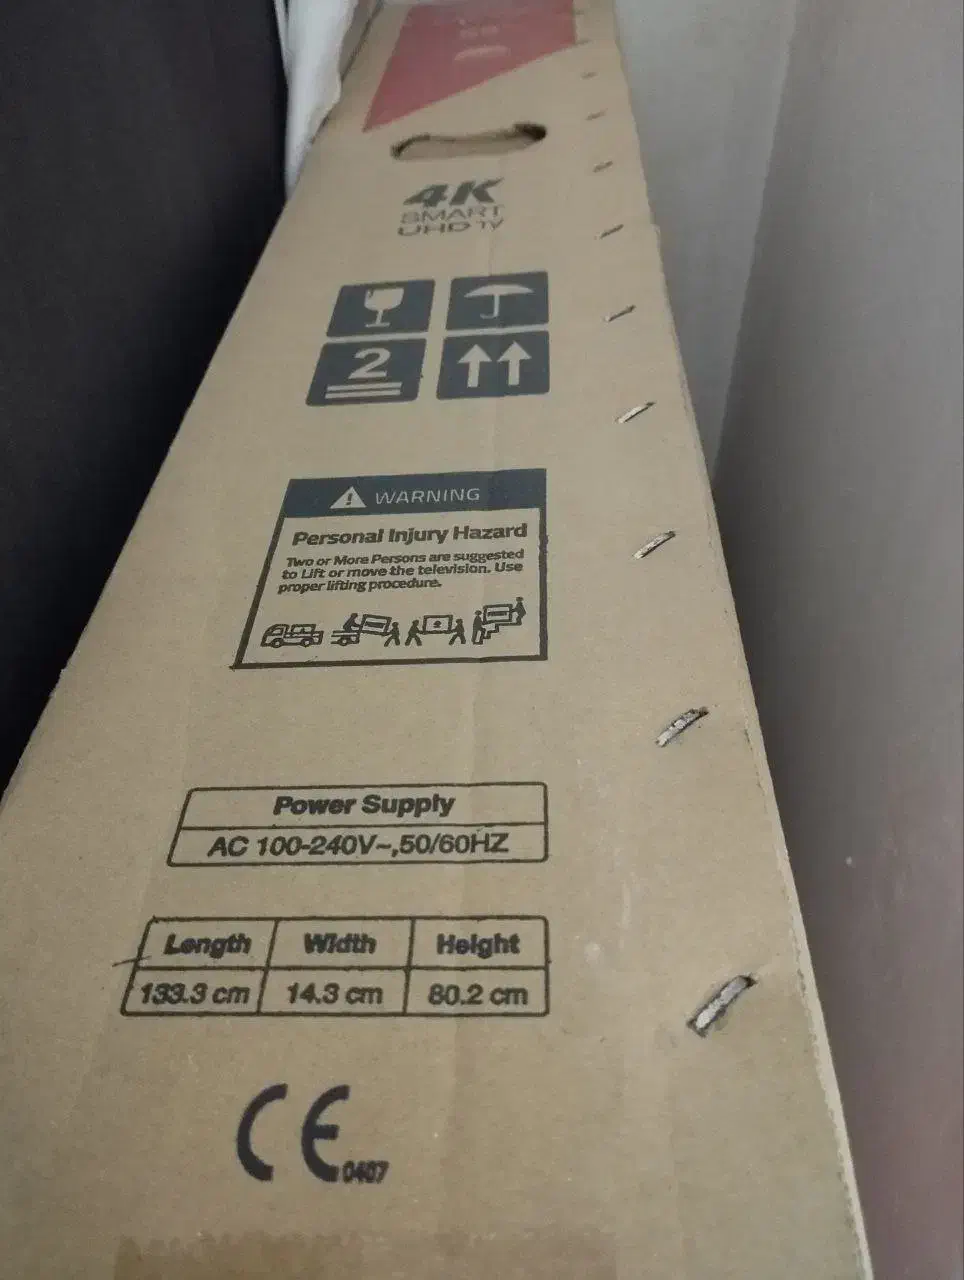 4K
SMART
UHD TV
2
WARNING
Personal Injury Hazard
Two or More Persons are suggested
to Lift or move the television. Use
proper lifting procedure.
Power Supply
AC 100-240V~,50/60HZ
Length Width Height
133.3 cm 14.3 cm 80.2 cm
CE